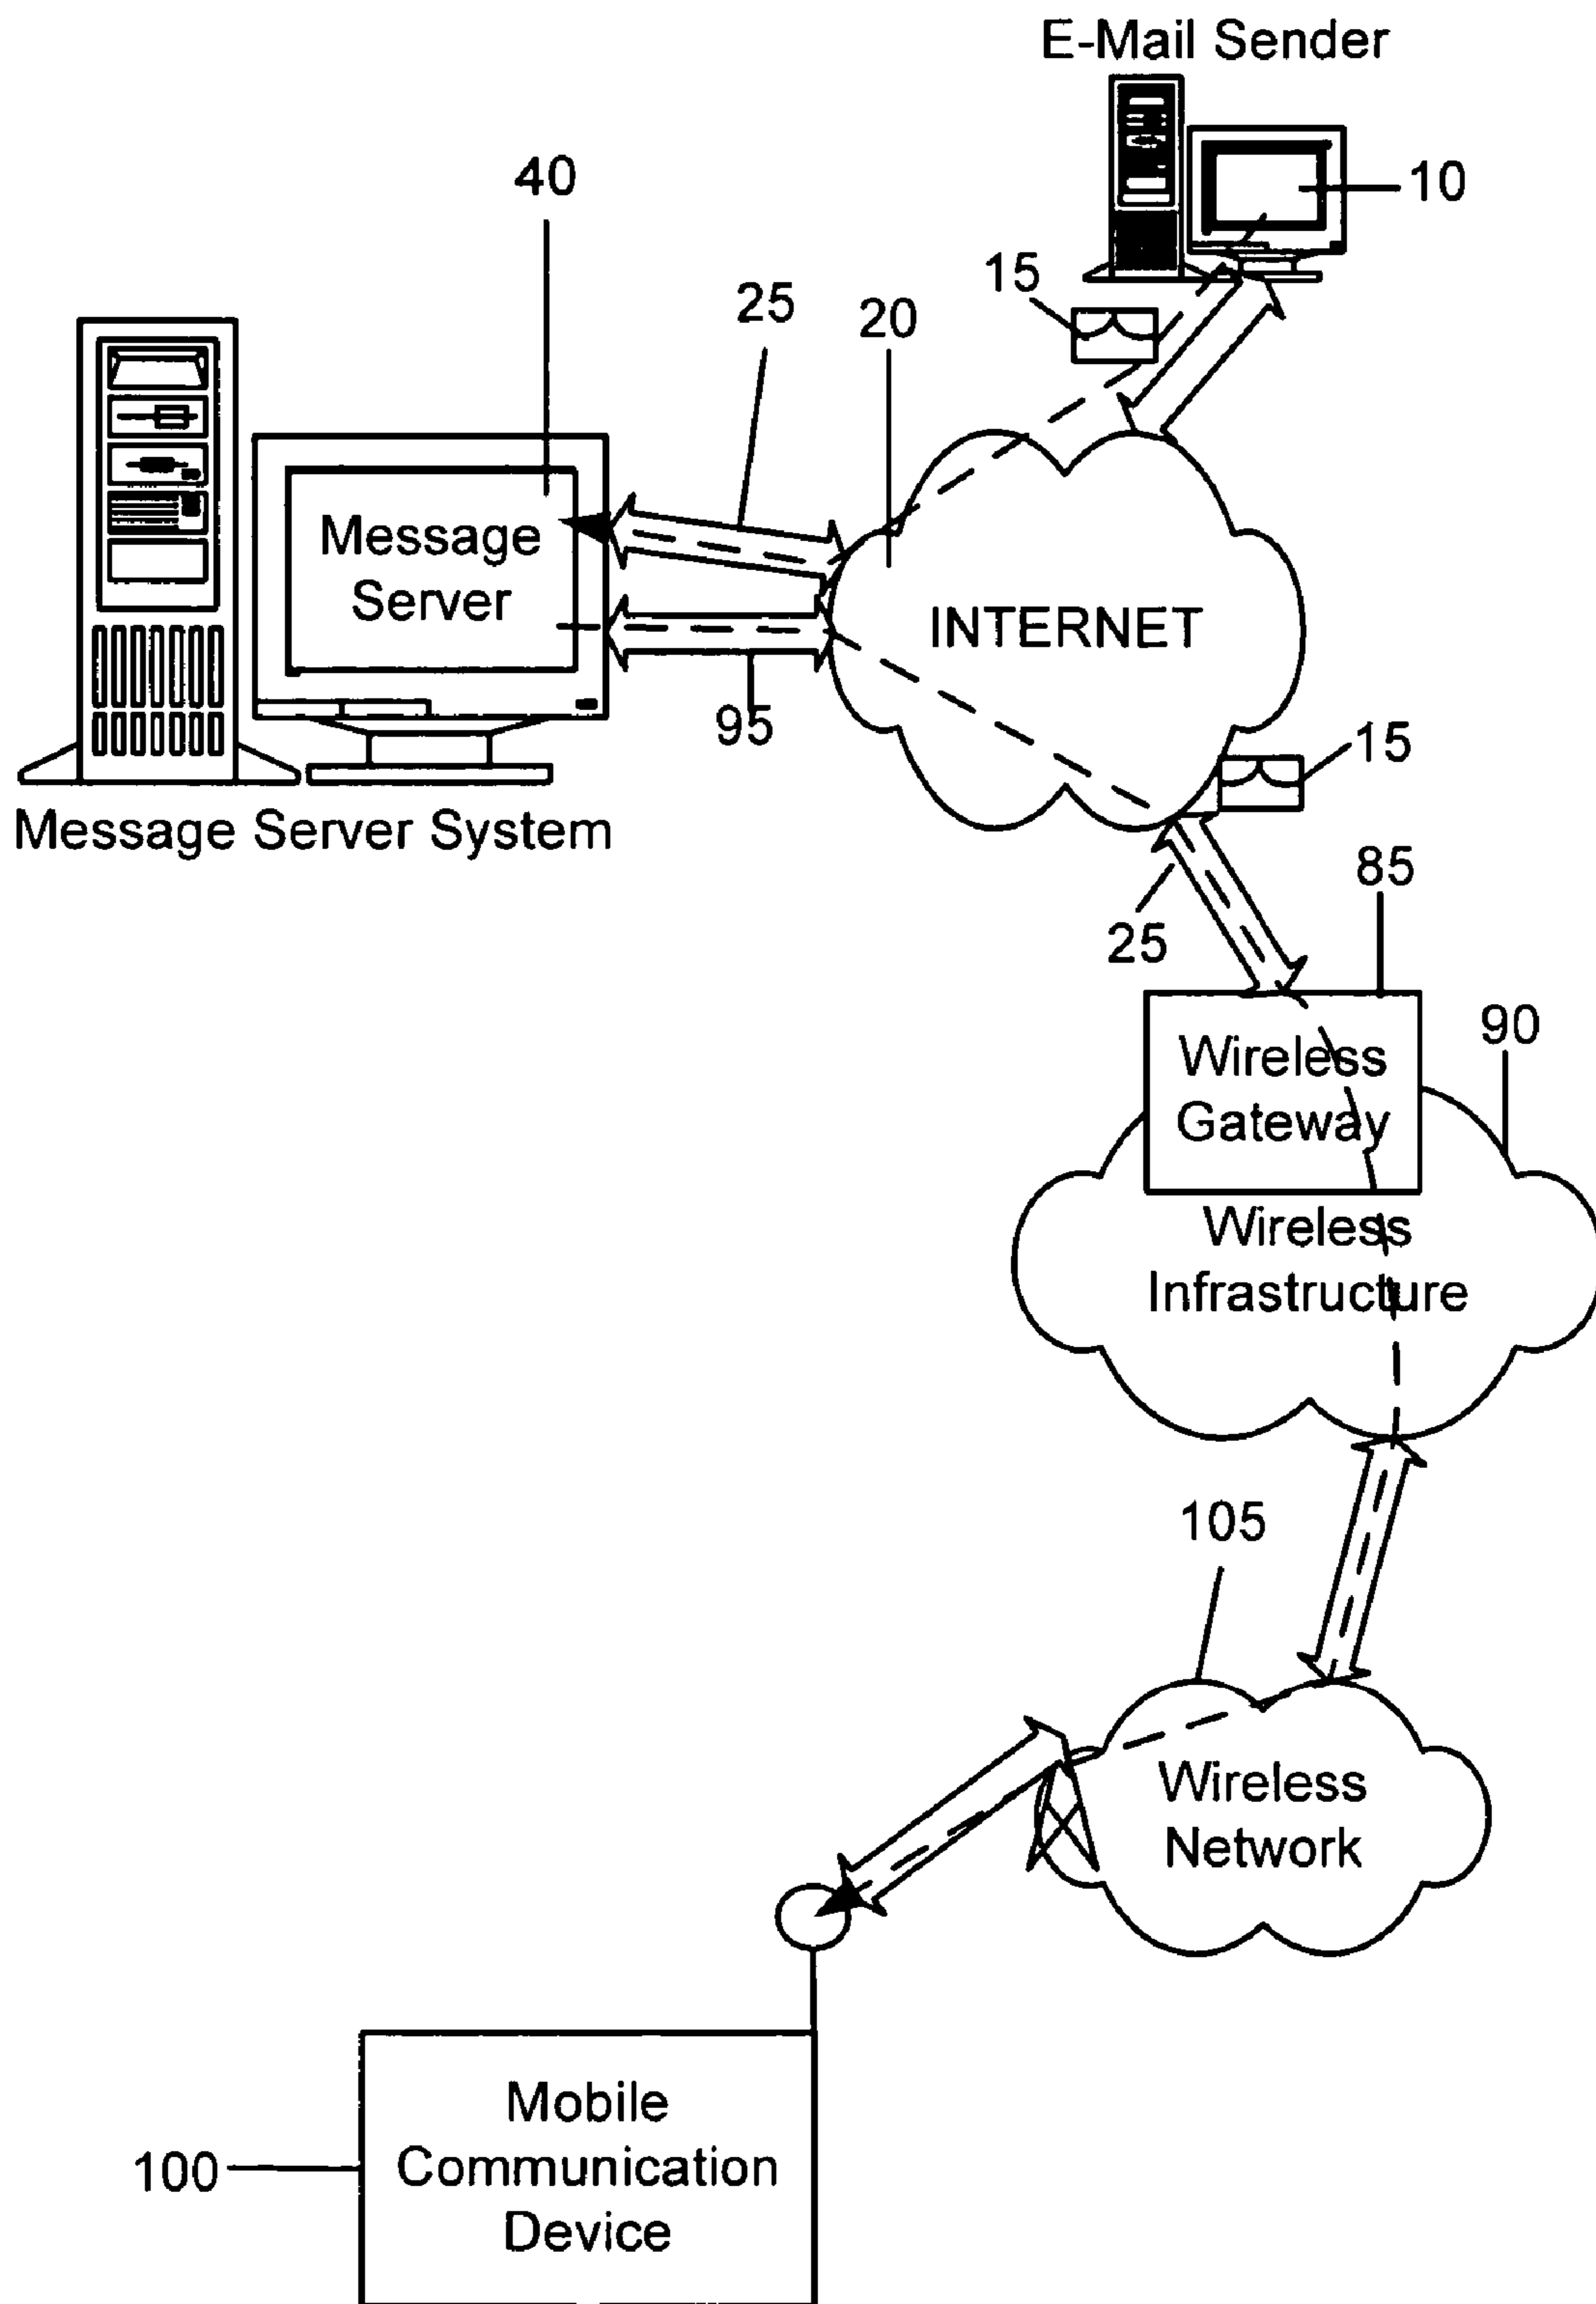 E-Mail Sender
40
10
15
25
20
Message
Server
INTERNET
95
15
Message Server System
85
25
90
Wireless
Gateway
Wireless
Infrastructure
105
Wireless
Network
Mobile
100
Communication
Device